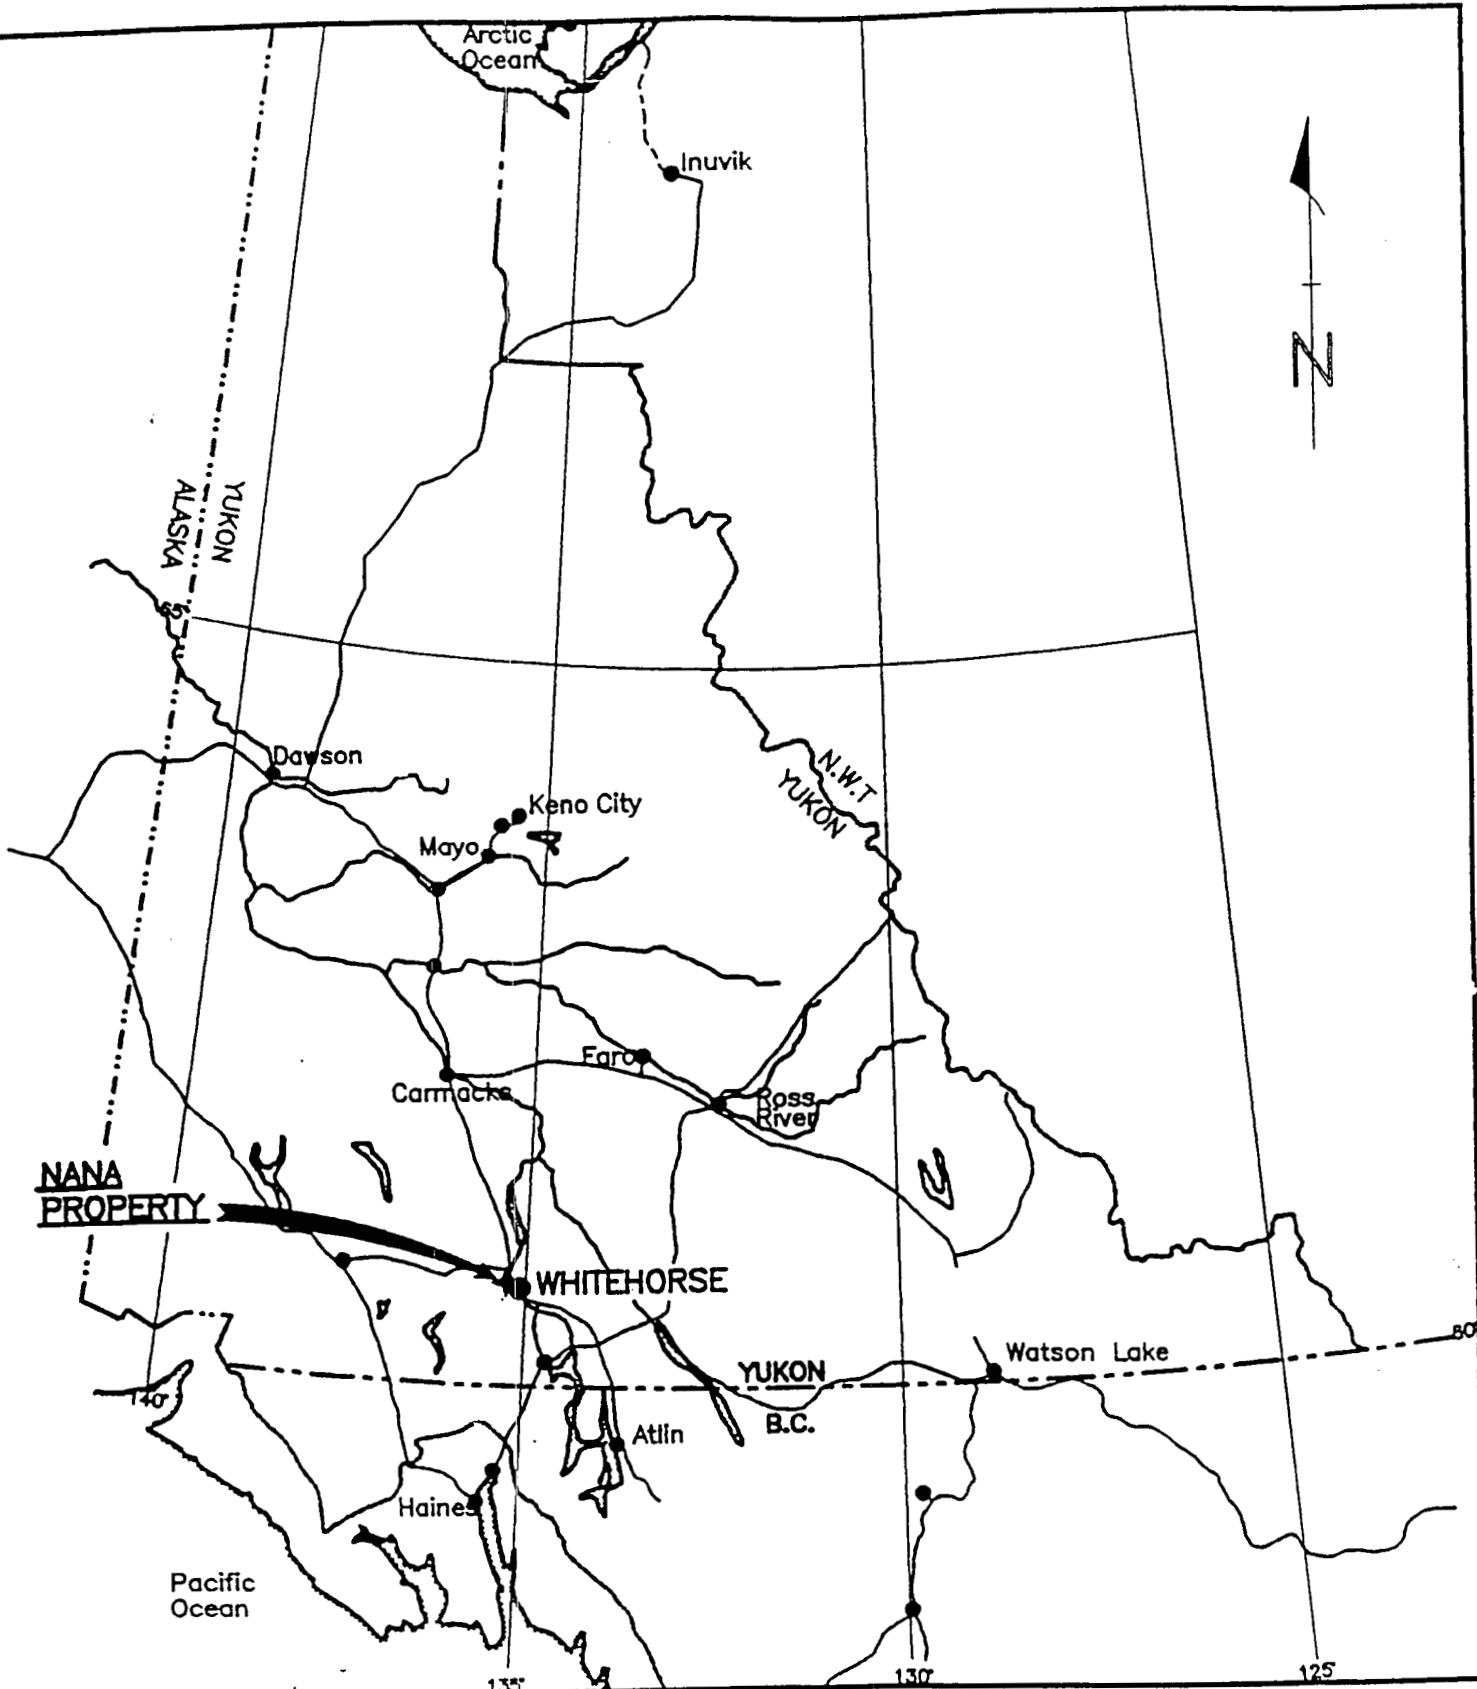 Arctic
Ocean
Inuvik
N
YUKON
ALASKA
65°
Dawson
N.W.T
YUKON
Keno City
Mayo
Faro
Carmacks
Ross
River
NANA
PROPERTY
WHITEHORSE
60°
Watson Lake
YUKON
140°
B.C.
Atlin
Haines
Pacific
Ocean
135°
130°
125°